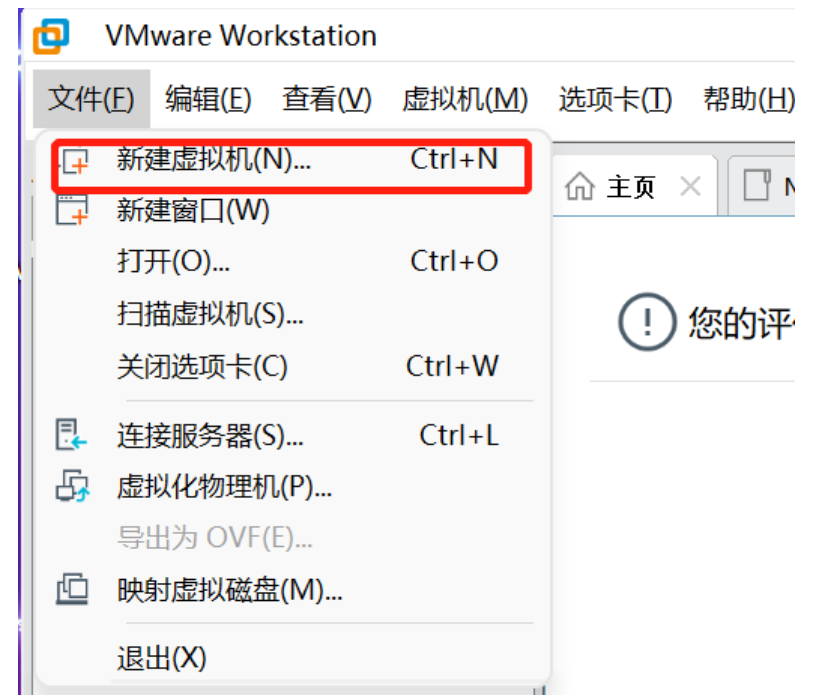 VMware Workstation
文件(F) 编辑(E) 查看(V) 虚拟机(M) 选项卡(T) 帮助(H)
新建虚拟机(N)... Ctrl+N
主页
新建窗口(W)
打开(O)... Ctrl+O
扫描虚拟机(S)...
您的评
关闭选项卡(C) Ctrl+W
连接服务器(S)... Ctrl+L
虚拟化物理机(P)...
导出为 OVF(E)...
映射虚拟磁盘(M)...
退出(X)